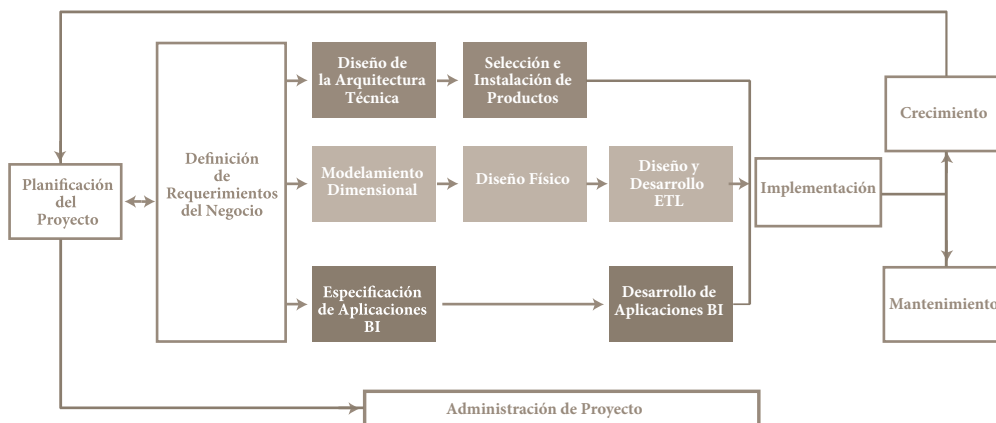 Planificación
del
Proyecto
Definición
de
Requerimientos
del Negocio
Diseño de
la Arquitectura
Técnica
Selección e
Instalación de
Productos
Modelamiento
Dimensional
Diseño Físico
Diseño y
Desarrollo
ETL
Especificación
de Aplicaciones
BI
Desarrollo de
Aplicaciones BI
Implementación
Crecimiento
Mantenimiento
Administración de Proyecto